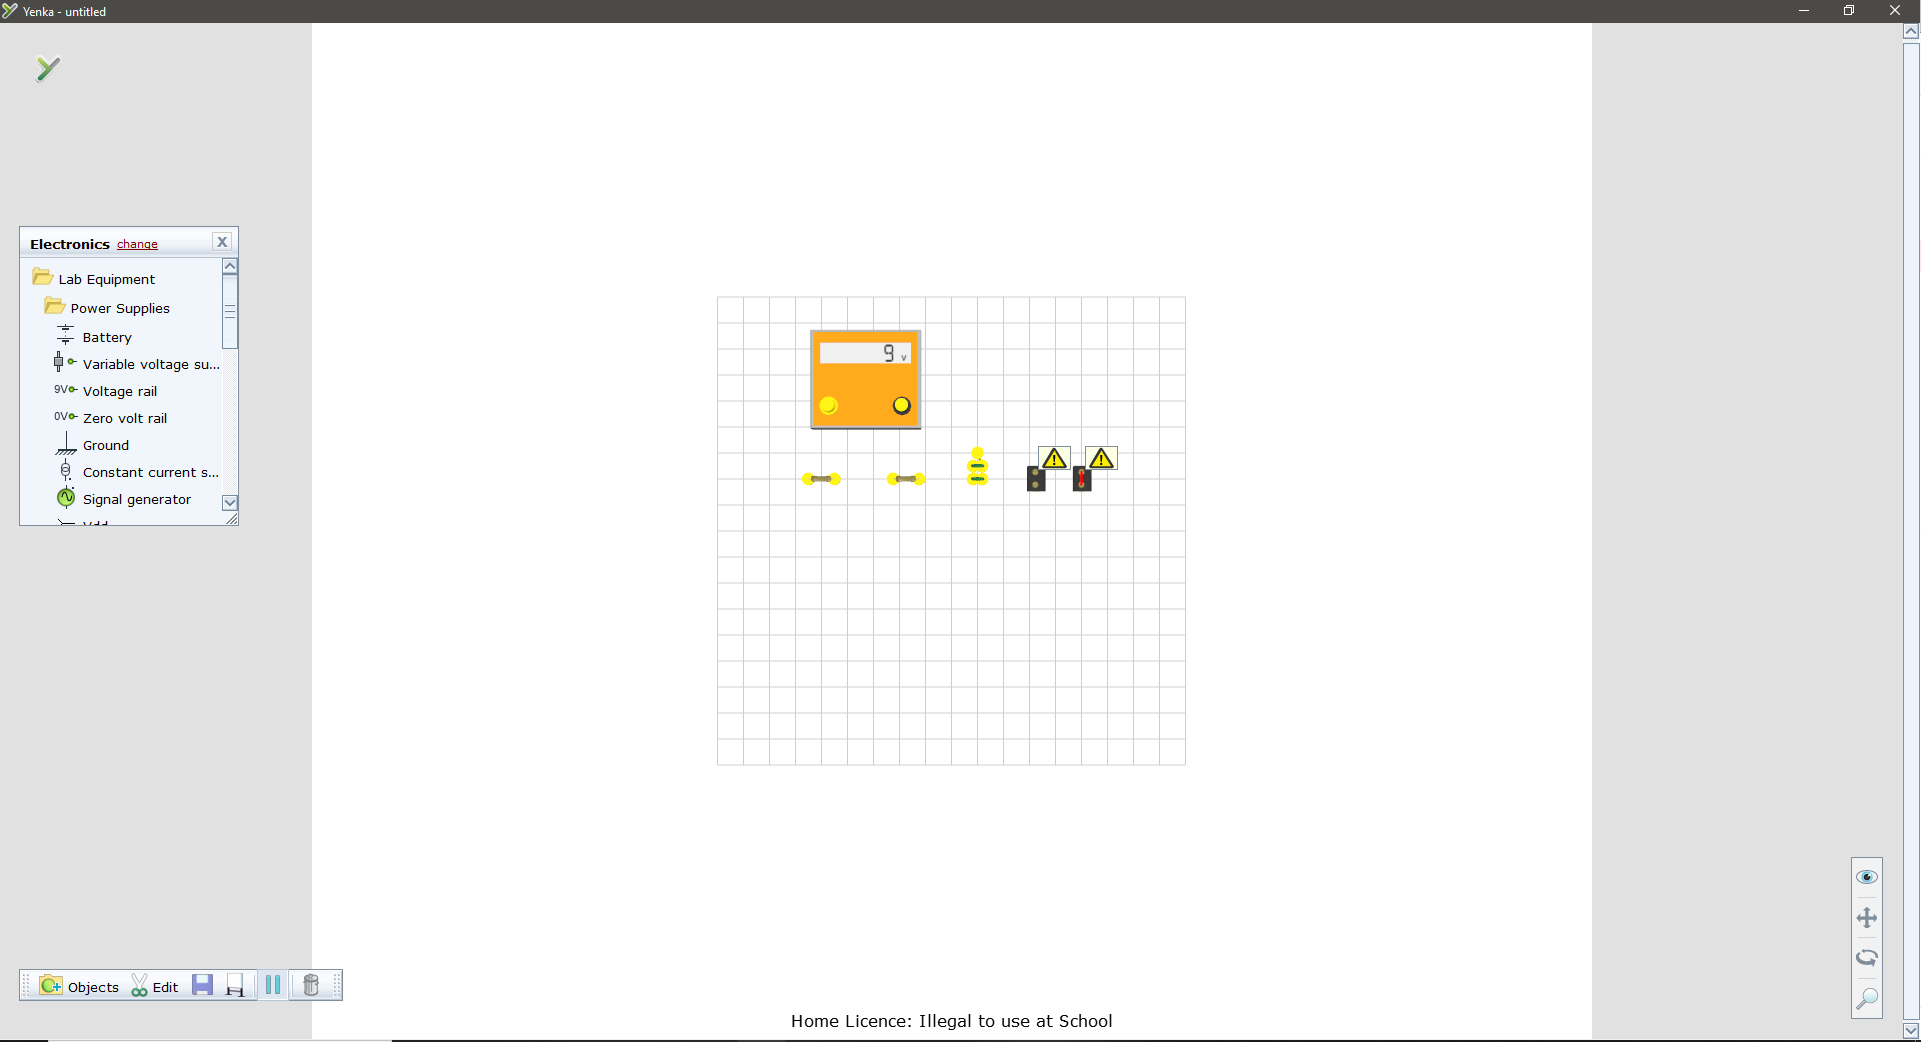 Yenka - untitled
Electronics change
Lab Equipment
Power Supplies
Battery
Variable voltage su...
9V Voltage rail
0V Zero volt rail
Ground
Constant current s...
Signal generator
Vdd
9 v
Objects Edit
Home Licence: Illegal to use at School